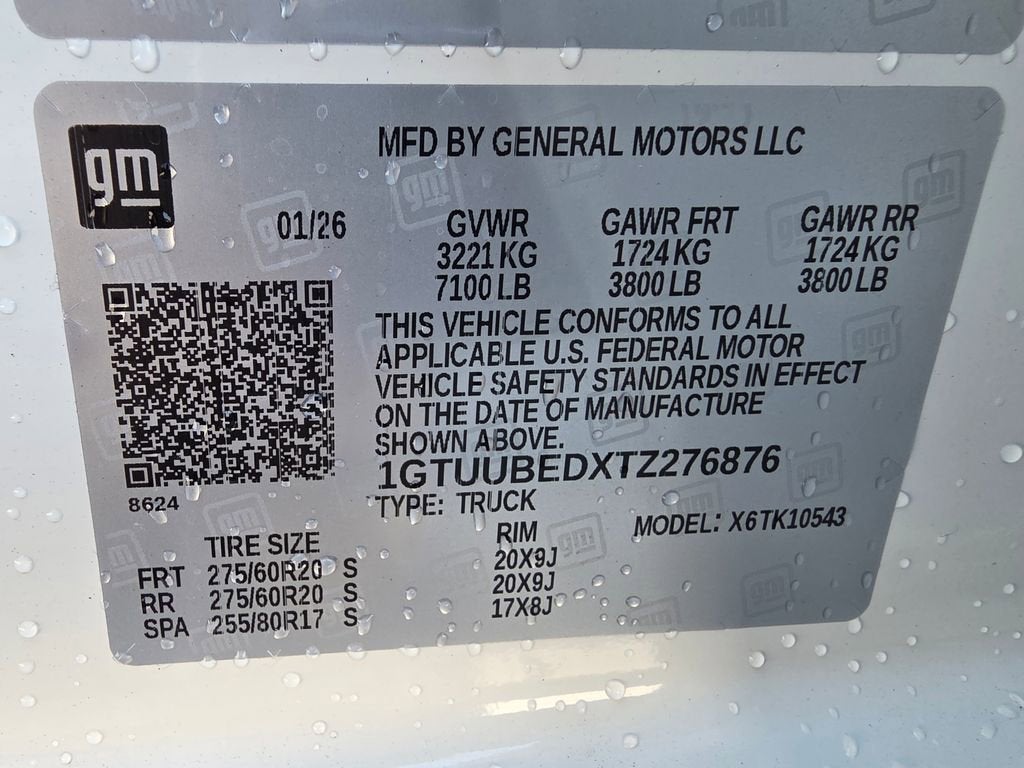 gm
MFD BY GENERAL MOTORS LLC
01/26 GVWR GAWR FRT GAWR RR
3221 KG 1724 KG 1724 KG
7100 LB 3800 LB 3800 LB
THIS VEHICLE CONFORMS TO ALL
APPLICABLE U.S. FEDERAL MOTOR
VEHICLE SAFETY STANDARDS IN EFFECT
ON THE DATE OF MANUFACTURE
SHOWN ABOVE.
1GTUUBEDXTZ276876
8624
TYPE: TRUCK
MODEL: X6TK10543
TIRE SIZE RIM
FRT 275/60R20 S 20X9J
RR 275/60R20 S 20X9J
SPA 255/80R17 S 17X8J